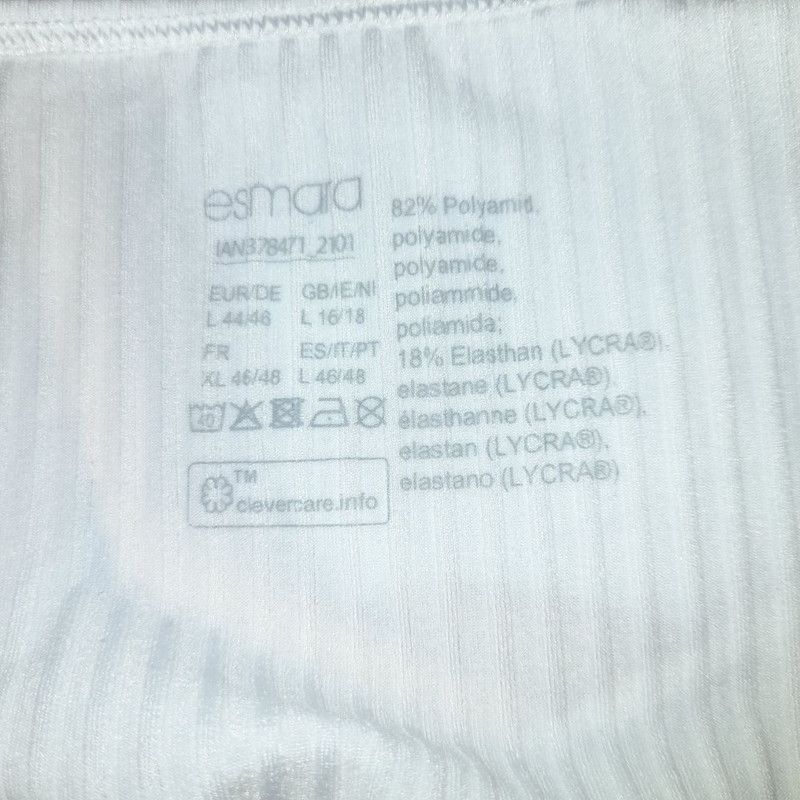 esmara
IAN378471_2101
EUR/DE GB/IE/NI
L 44/46 L 16/18
FR ES/IT/PT
XL 46/48 L 46/48
40
TM
clevercare.info
82% Polyamid,
polyamide,
polyamide,
poliammide,
poliamida;
18% Elasthan (LYCRA®),
elastane (LYCRA®),
élasthanne (LYCRA®),
elastan (LYCRA®),
elastano (LYCRA®)